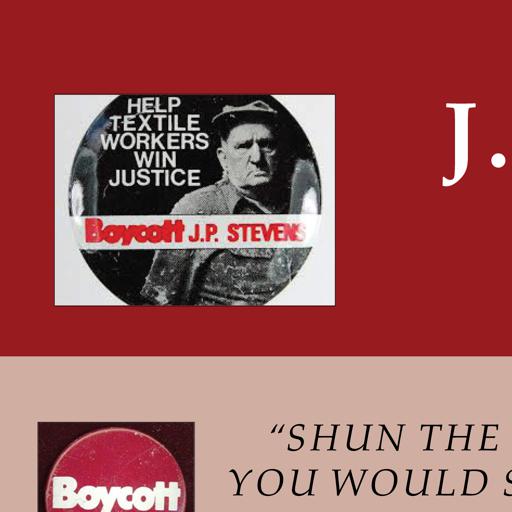 HELP
TEXTILE
WORKERS
WIN
JUSTICE
Boycott J.P. STEVENS
J.
“SHUN THE
YOU WOULD S
Boycott